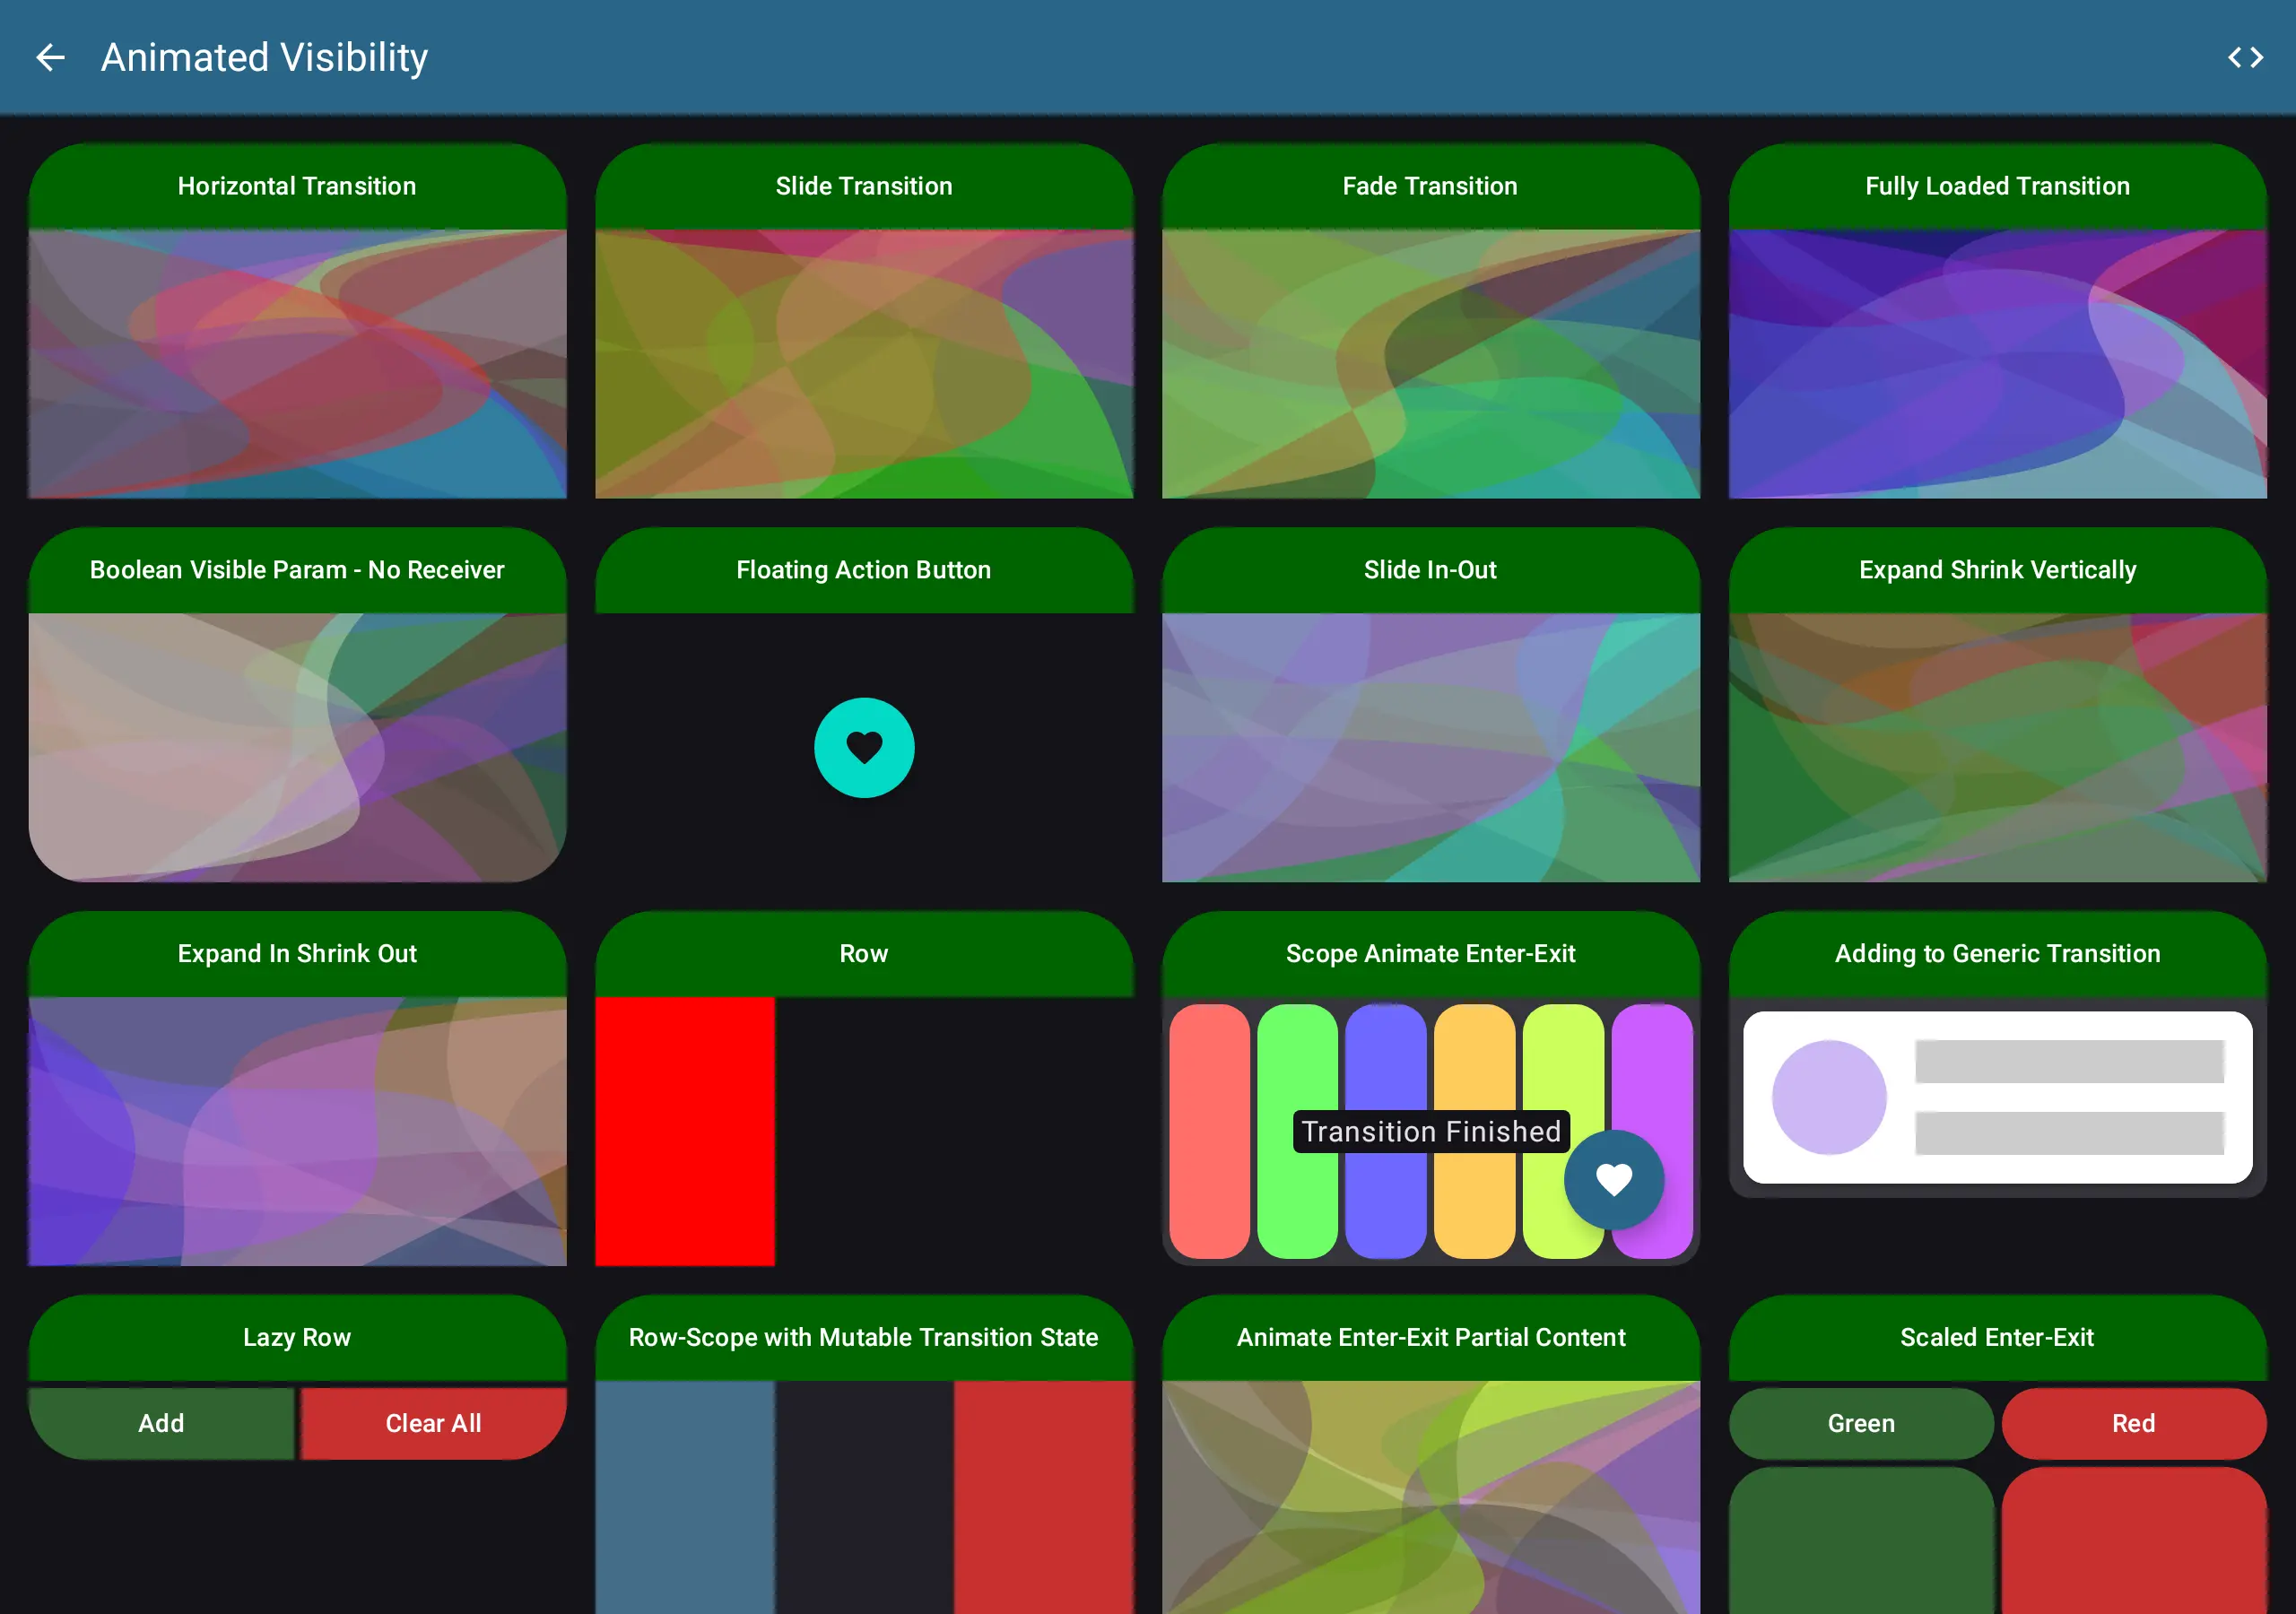 Animated Visibility
Horizontal Transition
Slide Transition
Fade Transition
Fully Loaded Transition
Boolean Visible Param - No Receiver
Floating Action Button
Slide In-Out
Expand Shrink Vertically
Expand In Shrink Out
Row
Scope Animate Enter-Exit
Adding to Generic Transition
Transition Finished
Lazy Row
Row-Scope with Mutable Transition State
Animate Enter-Exit Partial Content
Scaled Enter-Exit
Add
Clear All
Green
Red